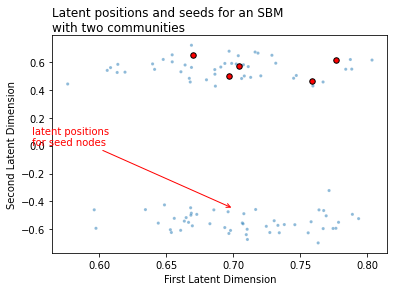 Latent positions and seeds for an SBM
with two communities
Second Latent Dimension
0.6
0.4
0.2
0.0
−0.2
−0.4
−0.6
latent positions
for seed nodes
0.60
0.65
0.70
0.75
0.80
First Latent Dimension